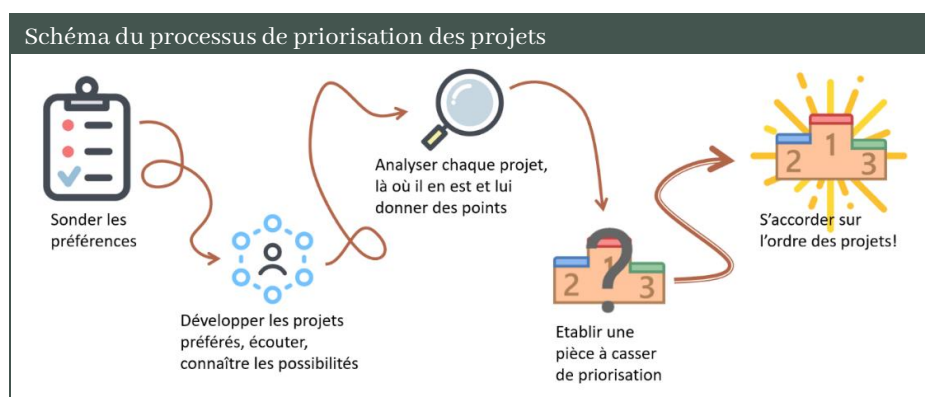 Schéma du processus de priorisation des projets
Sonder les
préférences
Développer les projets
préférés, écouter,
connaître les possibilités
Analyser chaque projet,
là où il en est et lui
donner des points
2 1 3
?
Etablir une
pièce à casser
de priorisation
2 1 3
S'accorder sur
l'ordre des projets!